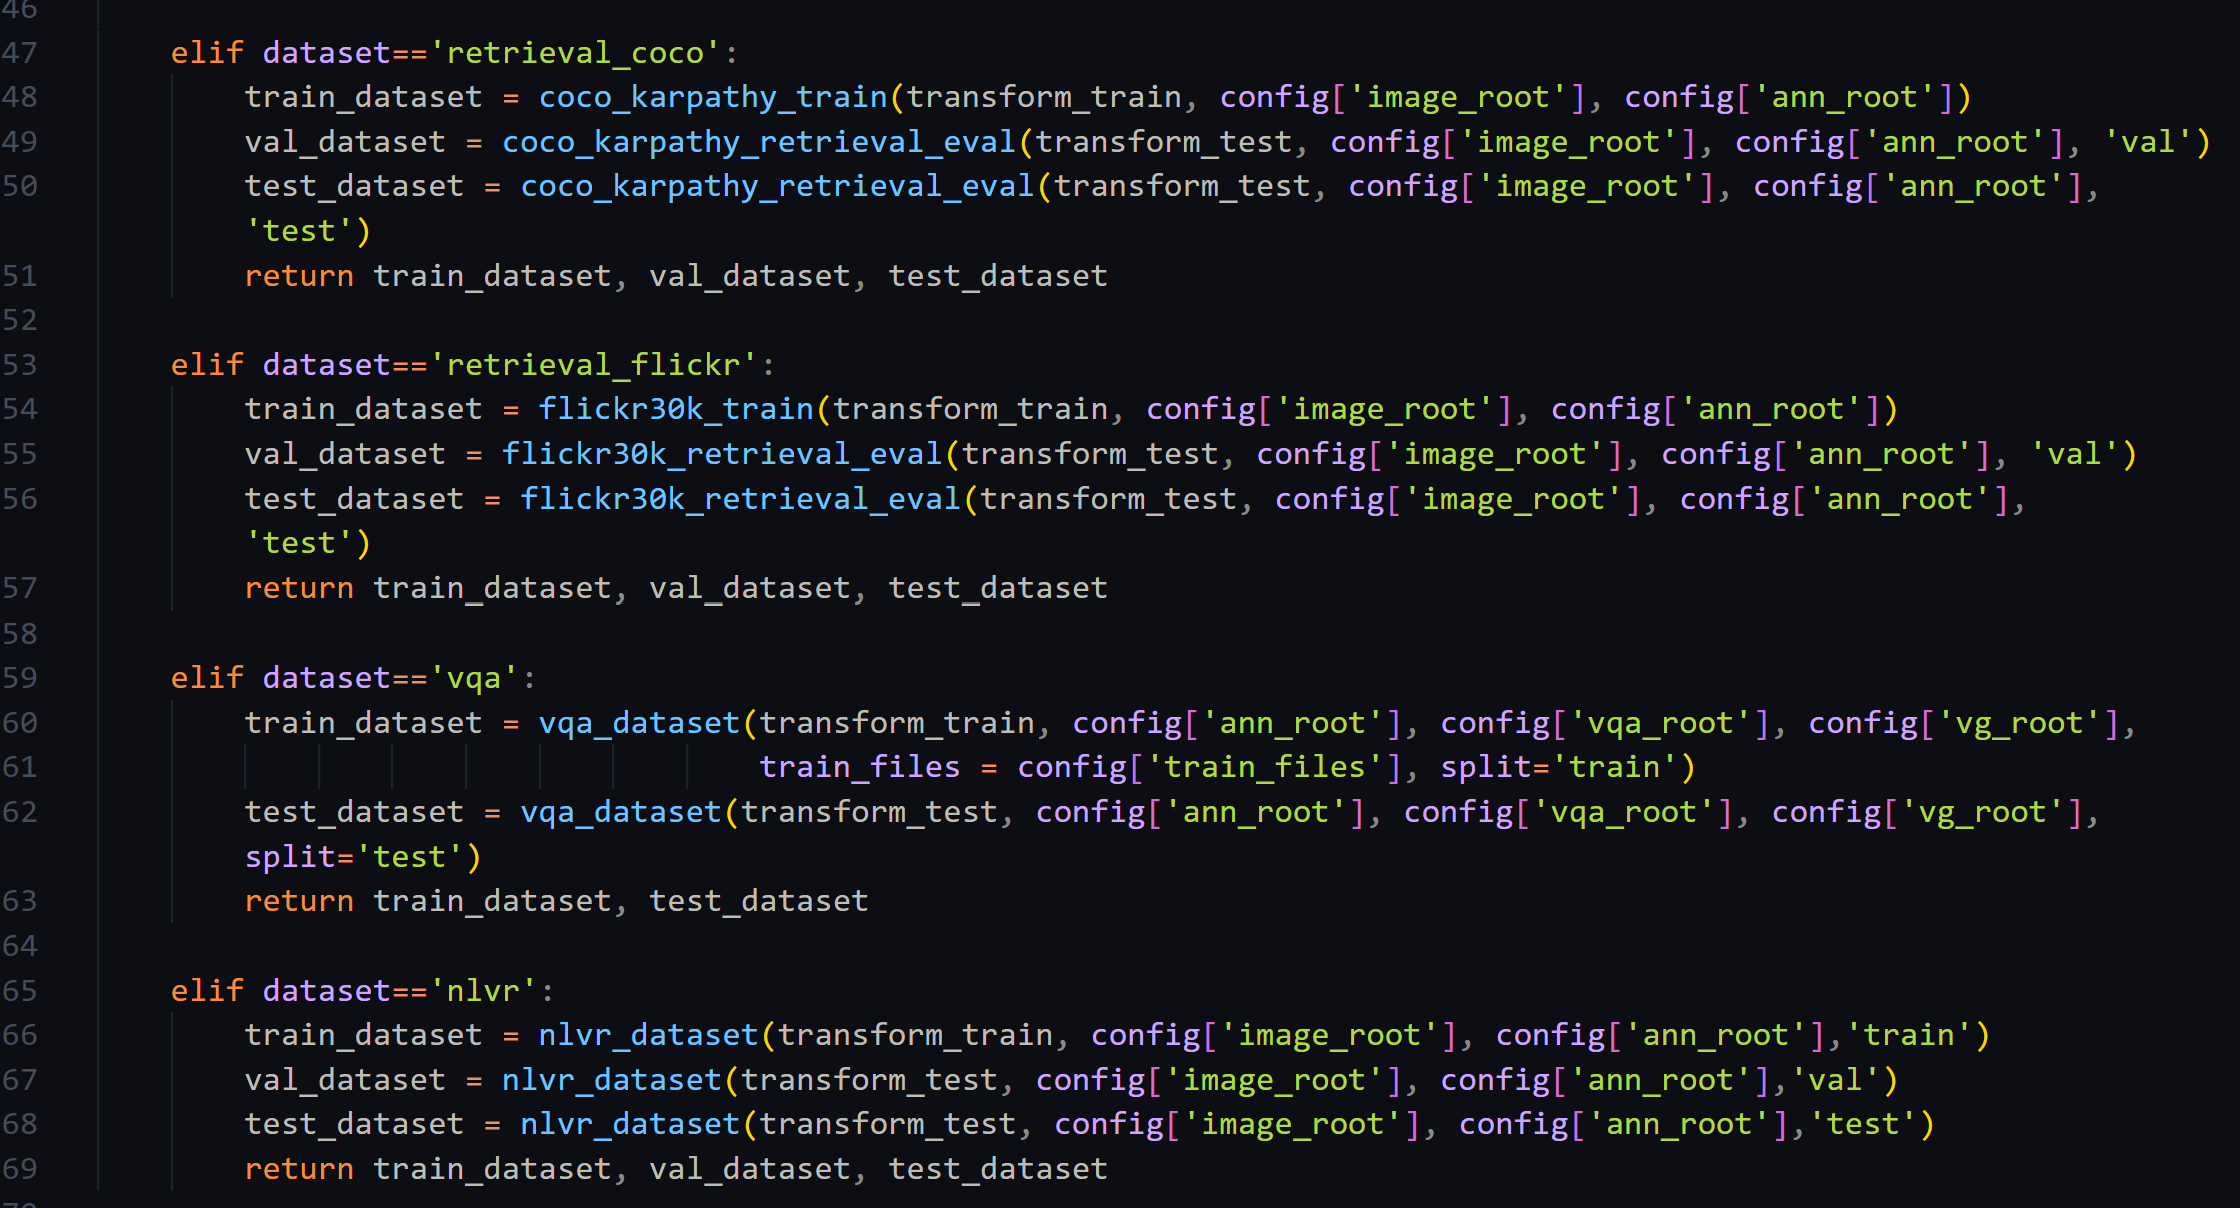 46
47 elif dataset=='retrieval_coco':
48 train_dataset = coco_karpathy_train(transform_train, config['image_root'], config['ann_root'])
49 val_dataset = coco_karpathy_retrieval_eval(transform_test, config['image_root'], config['ann_root'], 'val')
50 test_dataset = coco_karpathy_retrieval_eval(transform_test, config['image_root'], config['ann_root'],
'test')
51 return train_dataset, val_dataset, test_dataset
52
53 elif dataset=='retrieval_flickr':
54 train_dataset = flickr30k_train(transform_train, config['image_root'], config['ann_root'])
55 val_dataset = flickr30k_retrieval_eval(transform_test, config['image_root'], config['ann_root'], 'val')
56 test_dataset = flickr30k_retrieval_eval(transform_test, config['image_root'], config['ann_root'],
'test')
57 return train_dataset, val_dataset, test_dataset
58
59 elif dataset=='vqa':
60 train_dataset = vqa_dataset(transform_train, config['ann_root'], config['vqa_root'], config['vg_root'],
61 train_files = config['train_files'], split='train')
62 test_dataset = vqa_dataset(transform_test, config['ann_root'], config['vqa_root'], config['vg_root'],
split='test')
63 return train_dataset, test_dataset
64
65 elif dataset=='nlvr':
66 train_dataset = nlvr_dataset(transform_train, config['image_root'], config['ann_root'],'train')
67 val_dataset = nlvr_dataset(transform_test, config['image_root'], config['ann_root'],'val')
68 test_dataset = nlvr_dataset(transform_test, config['image_root'], config['ann_root'],'test')
69 return train_dataset, val_dataset, test_dataset